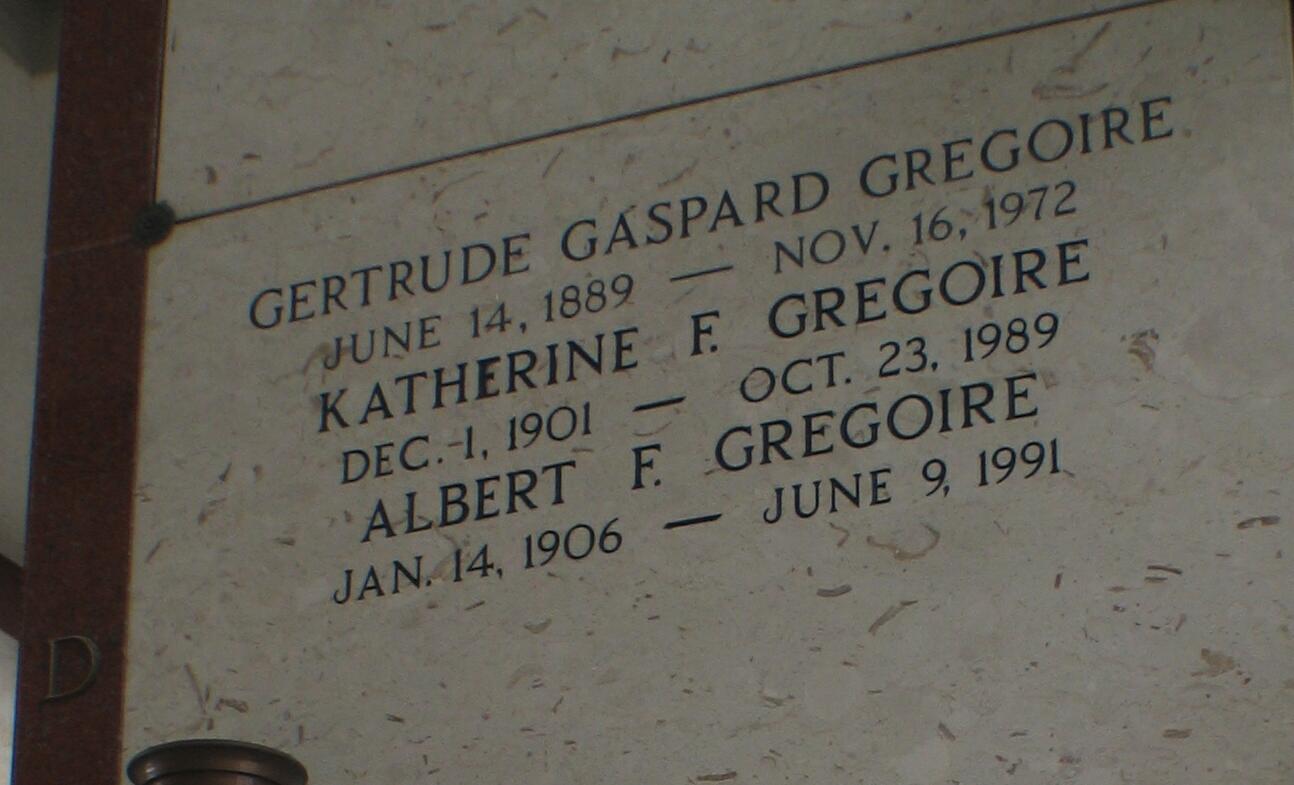 GERTRUDE GASPARD GREGOIRE
JUNE 14, 1889 — NOV. 16, 1972
KATHERINE F. GREGOIRE
DEC. 1, 1901 — OCT. 23, 1989
ALBERT F. GREGOIRE
JAN. 14, 1906 — JUNE 9, 1991
D